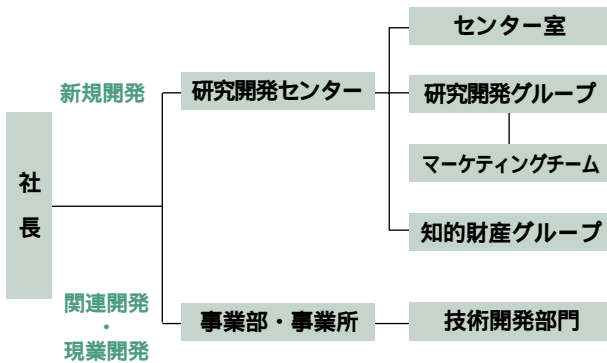 社長
新規開発
関連開発
・
現業開発
研究開発センター
事業部・事業所
センター室
研究開発グループ
マーケティングチーム
知的財産グループ
技術開発部門